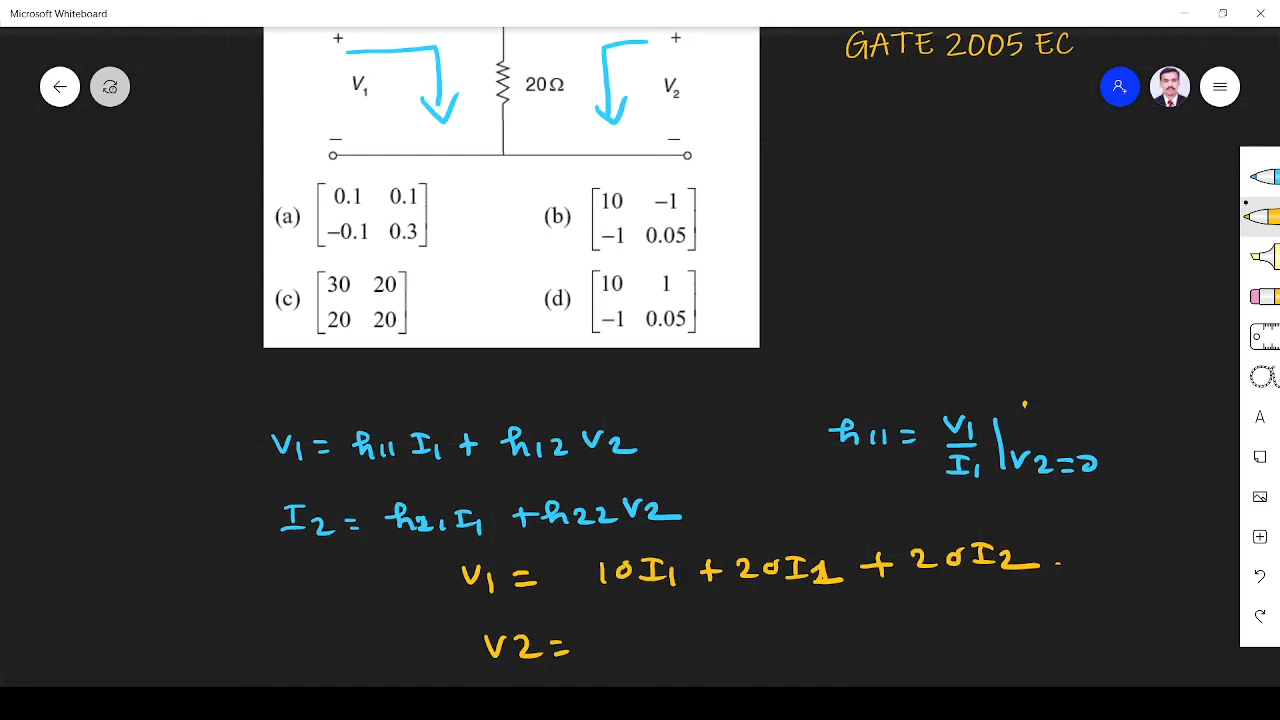 Microsoft Whiteboard
GATE 2005 EC
+ +
V1 20Ω V2
− −
(a) [0.1 0.1
−0.1 0.3]
(b) [10 −1
−1 0.05]
(c) [30 20
20 20]
(d) [10 1
−1 0.05]
V1 = h11 I1 + h12 V2
h11 = V1/I1 | V2=0
I2 = h21 I1 + h22 V2
V1 = 10I1 + 20I1 + 20I2
V2 =
A